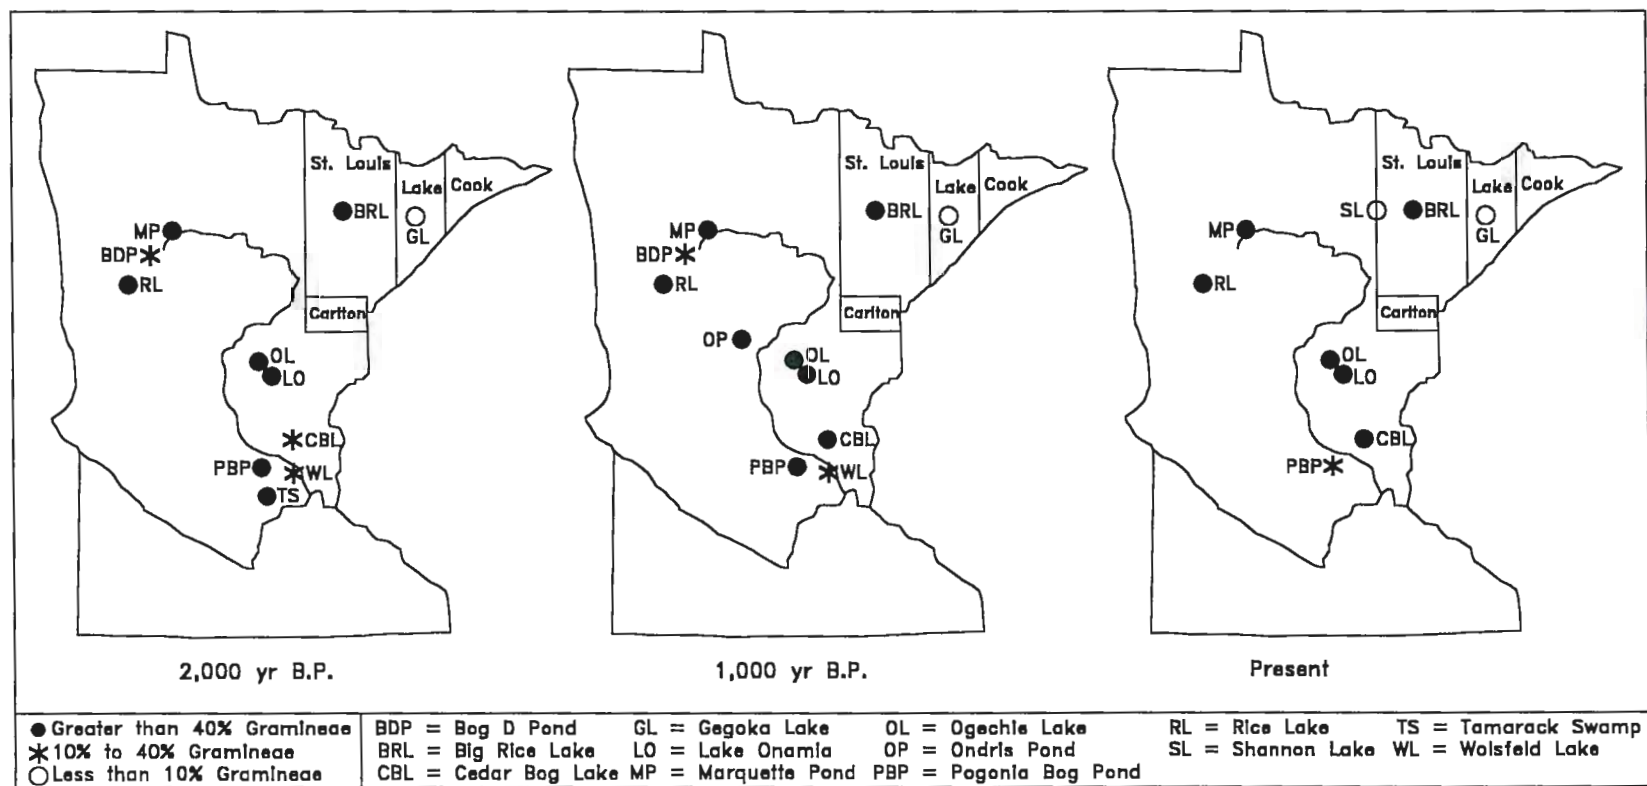 St. Louis
Lake
Cook
BRL
GL
MP
BDP
RL
Carlton
OL
LO
CBL
PBP
WL
TS
2,000 yr B.P.
St. Louis
Lake
Cook
BRL
GL
MP
BDP
RL
Carlton
OP
OL
LO
CBL
PBP
WL
1,000 yr B.P.
St. Louis
Lake
Cook
SL
BRL
GL
MP
RL
Carlton
OL
LO
CBL
PBP
Present
Greater than 40% Gramineae
10% to 40% Gramineae
Less than 10% Gramineae
BDP = Bog D Pond GL = Gegoka Lake OL = Ogechie Lake RL = Rice Lake TS = Tamarack Swamp
BRL = Big Rice Lake LO = Lake Onamia OP = Ondris Pond SL = Shannon Lake WL = Wolsfeld Lake
CBL = Cedar Bog Lake MP = Marquette Pond PBP = Pogonia Bog Pond